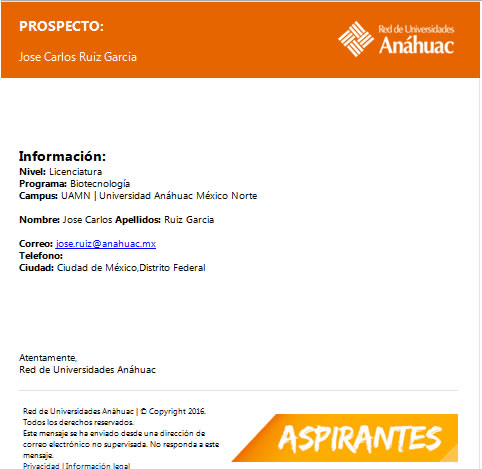 PROSPECTO:
Jose Carlos Ruiz Garcia
Red de Universidades
Anáhuac
Información:
Nivel: Licenciatura
Programa: Biotecnología
Campus: UAMN | Universidad Anáhuac México Norte
Nombre: Jose Carlos Apellidos: Ruiz Garcia
Correo: jose.ruiz@anahuac.mx
Telefono:
Ciudad: Ciudad de México,Distrito Federal
Atentamente,
Red de Universidades Anáhuac
Red de Universidades Anáhuac | © Copyright 2016.
Todos los derechos reservados.
Este mensaje se ha enviado desde una dirección de
correo electrónico no supervisada. No responda a este
mensaje.
Privacidad | Información legal
ASPIRANTES